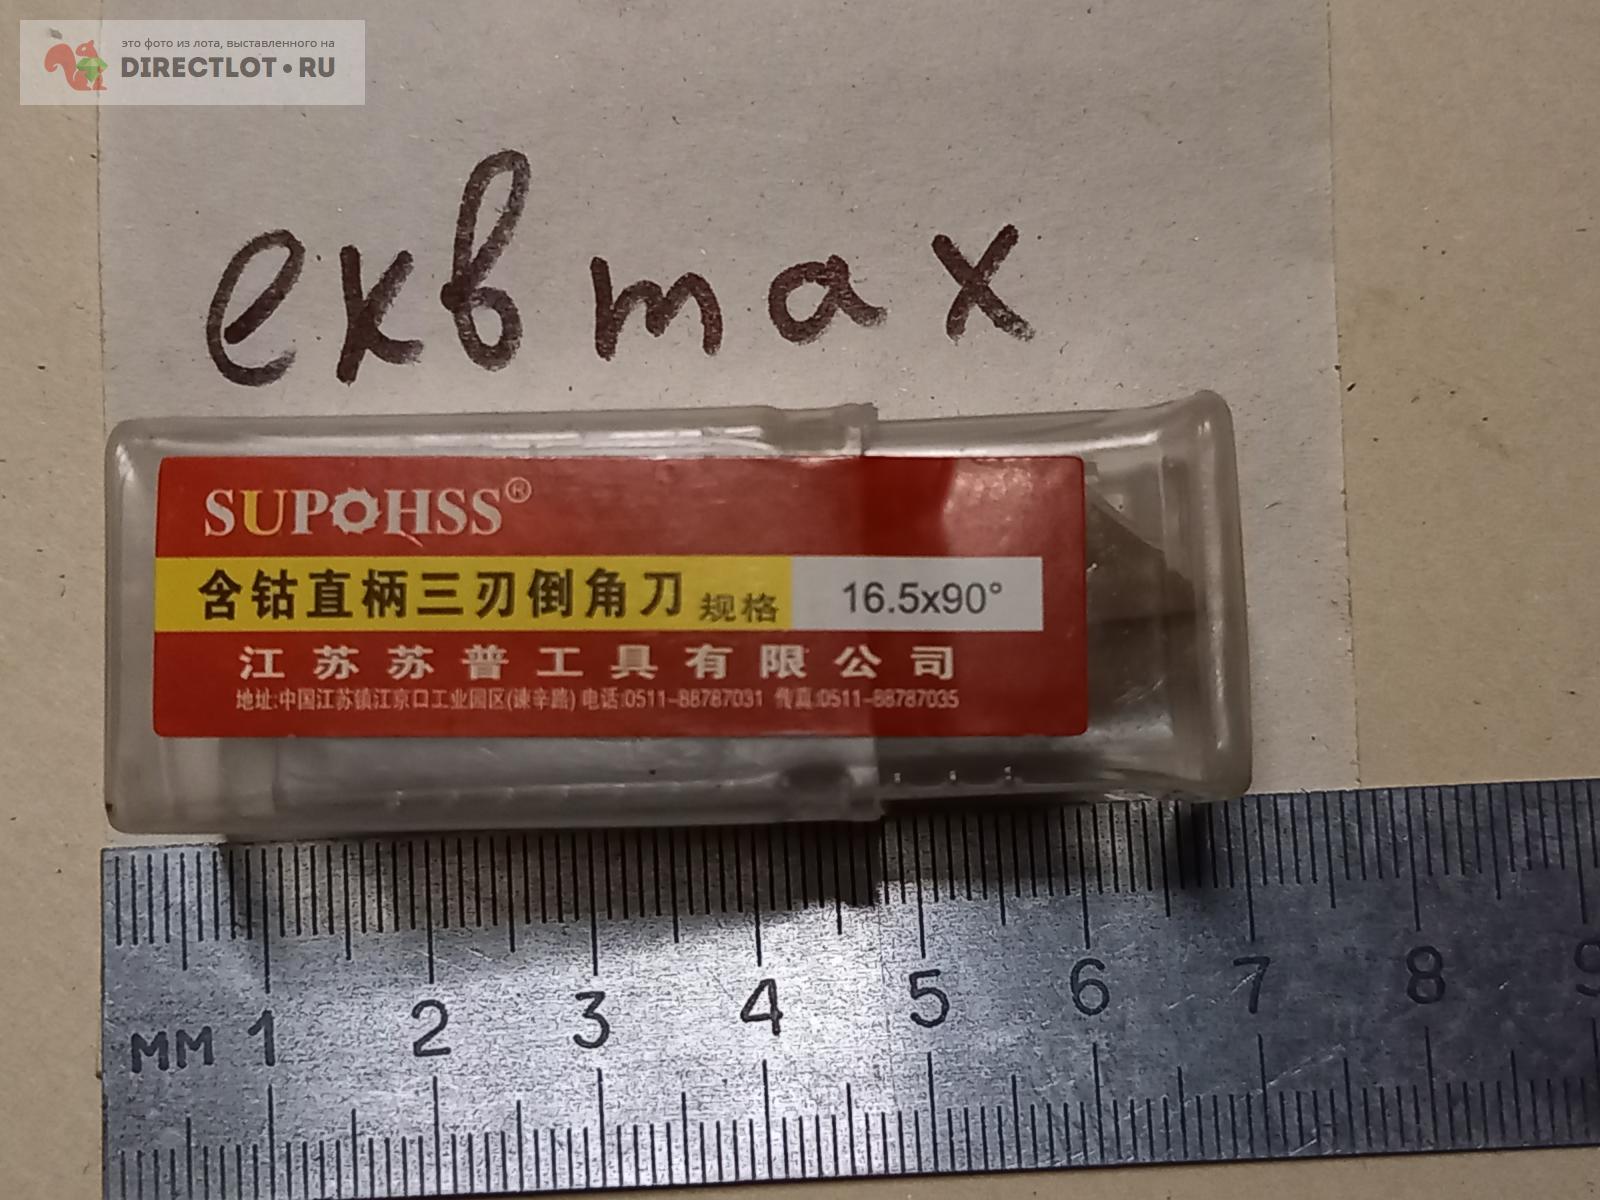 это фото из лота, выставленного на
DIRECTLOT•RU
екв max
SUPOHSS®
含钴直柄三刃倒角刀 规格 16.5x90°
江苏苏普工具有限公司
地址:中国江苏镇江京口工业园区(谏辛路) 电话:0511-88787031 传真:0511-88787035
мм 1 2 3 4 5 6 7 8 9